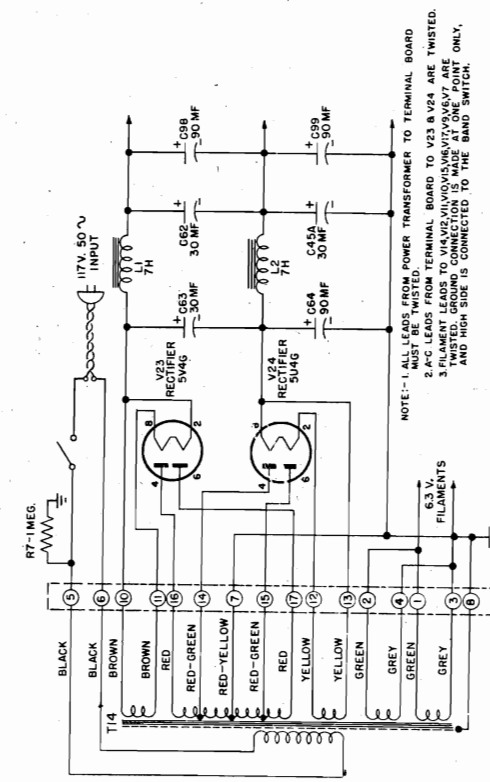 R7-1 MEG.
117V. 50 ~
INPUT
L1
7H
C98
90 MF
+
-
C62
30 MF
+
-
C63
30 MF
+
-
V23
RECTIFIER
5V4G
8
2
4
6
L2
7H
C99
90 MF
+
-
C45A
30 MF
+
-
C64
90 MF
+
-
V24
RECTIFIER
5U4G
2
4
6
6.3 V.
FILAMENTS
BLACK 5
BLACK 6
BROWN 10
BROWN 11
RED 16
RED-GREEN 14
RED-YELLOW 7
RED-GREEN 15
RED 17
YELLOW 12
YELLOW 13
GREEN 2
GREY 4
GREEN 1
GREY 3
8
T14
NOTE:- 1. ALL LEADS FROM POWER TRANSFORMER TO TERMINAL BOARD
MUST BE TWISTED.
2. A-C LEADS FROM TERMINAL BOARD TO V23 & V24 ARE TWISTED.
3. FILAMENT LEADS TO V14,V12,V11,V10,V15,V16,V17,V9,V6,V7 ARE
TWISTED. GROUND CONNECTION IS MADE AT ONE POINT ONLY,
AND HIGH SIDE IS CONNECTED TO THE BAND SWITCH.